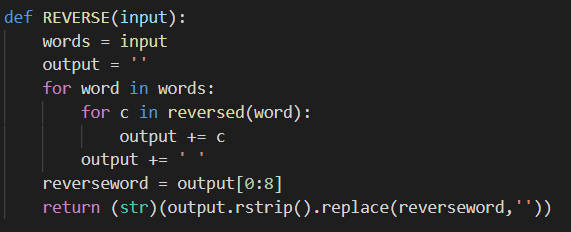 def REVERSE(input):
    words = input
    output = ''
    for word in words:
        for c in reversed(word):
            output += c
        output += ' '
    reverseword = output[0:8]
    return (str)(output.rstrip().replace(reverseword,''))